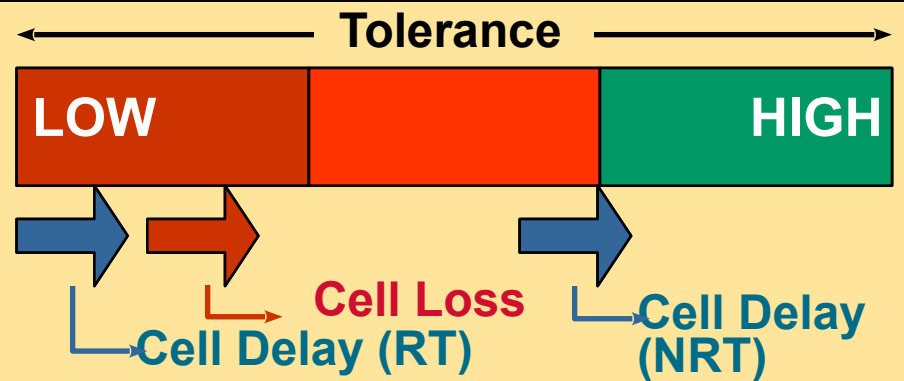 Tolerance
LOW
HIGH
Cell Loss
Cell Delay (RT)
Cell Delay
(NRT)